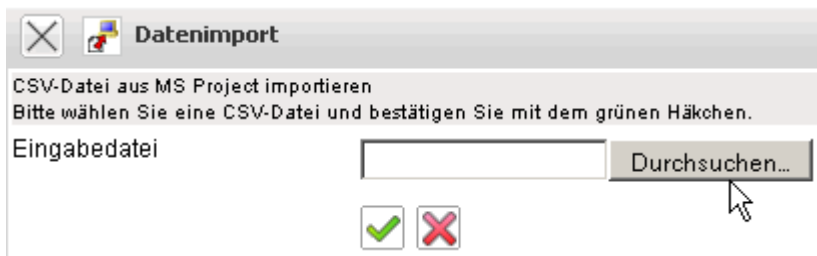 Datenimport
CSV-Datei aus MS Project importieren
Bitte wählen Sie eine CSV-Datei und bestätigen Sie mit dem grünen Häkchen.
Eingabedatei
Durchsuchen...